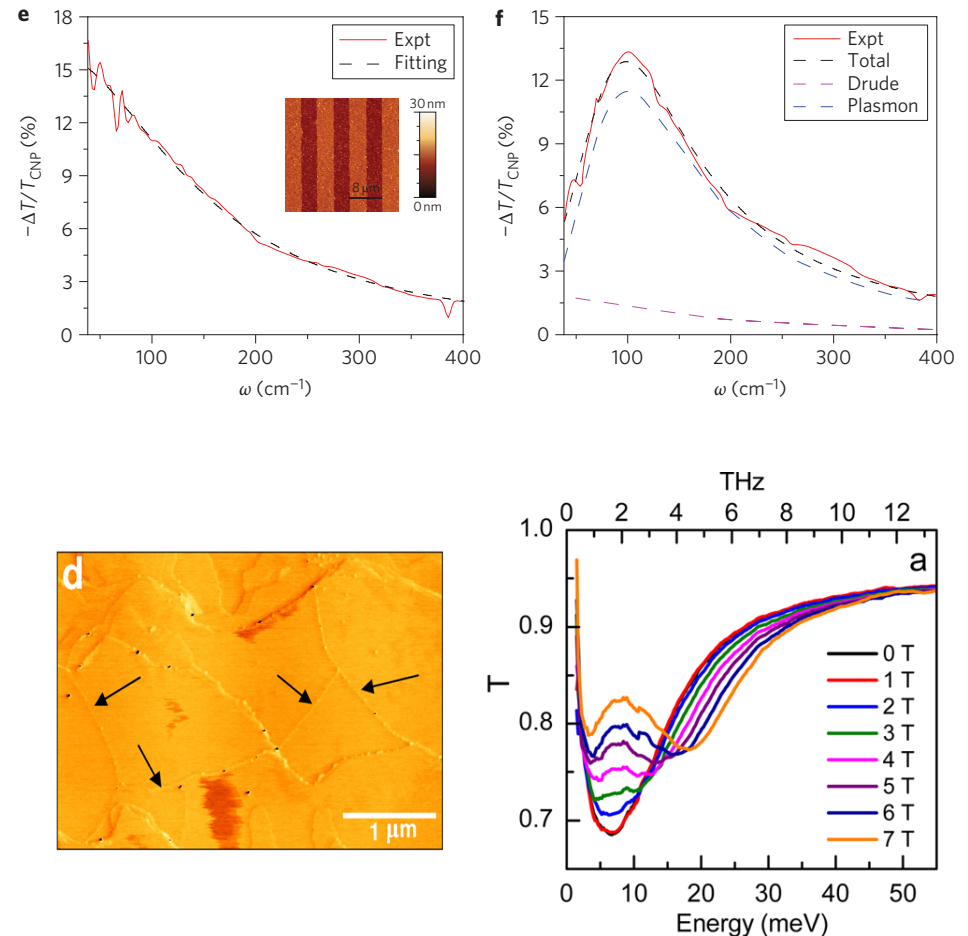 e
18
15
12
9
6
3
0
−ΔT/T_CNP (%)
Expt
Fitting
30 nm
0 nm
8 μm
100
200
300
400
ω (cm⁻¹)
f
18
15
12
9
6
3
0
−ΔT/T_CNP (%)
Expt
Total
Drude
Plasmon
100
200
300
400
ω (cm⁻¹)
d
1 μm
THz
0 2 4 6 8 10 12
1.0
0.9
0.8
0.7
T
a
0 T
1 T
2 T
3 T
4 T
5 T
6 T
7 T
0 10 20 30 40 50
Energy (meV)